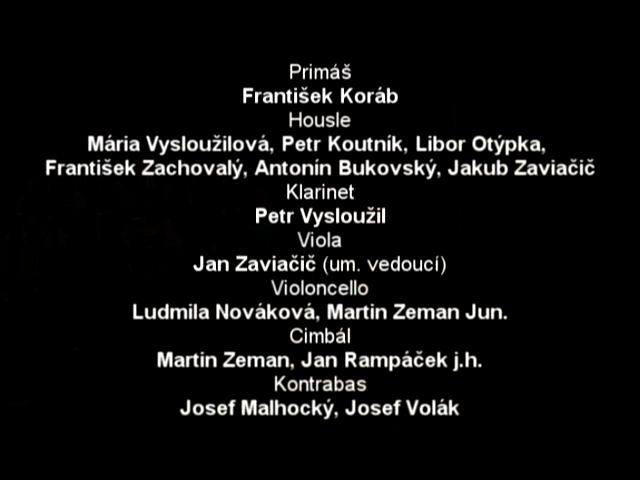 Primáš
František Koráb
Housle
Mária Vysloužilová, Petr Koutník, Libor Otýpka,
František Zachovalý, Antonín Bukovský, Jakub Zaviačič
Klarinet
Petr Vysloužil
Viola
Jan Zaviačič (um. vedoucí)
Violoncello
Ludmila Nováková, Martin Zeman Jun.
Cimbál
Martin Zeman, Jan Rampáček j.h.
Kontrabas
Josef Malhocký, Josef Volák